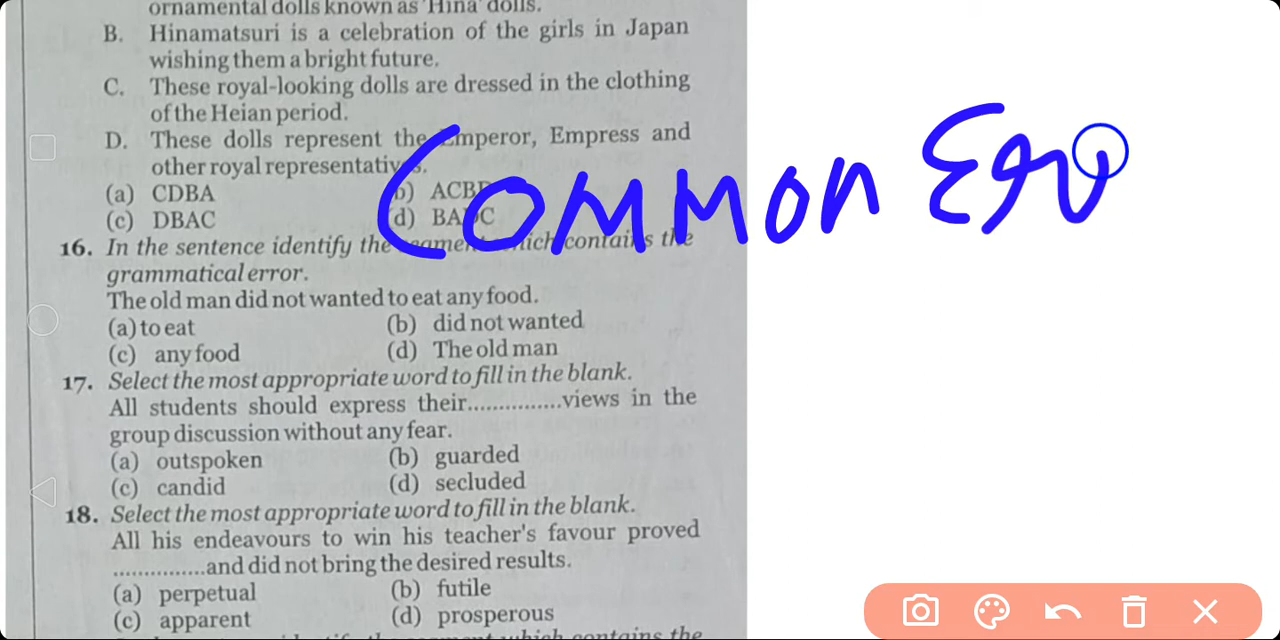 ornamental dolls known as 'Hina' dolls.
B. Hinamatsuri is a celebration of the girls in Japan
wishing them a bright future.
C. These royal-looking dolls are dressed in the clothing
of the Heian period.
D. These dolls represent the Emperor, Empress and
other royal representatives.
(a) CDBA (b) ACBD
(c) DBAC (d) BADC
COMMON
16. In the sentence identify the segment which contains the
grammatical error.
The old man did not wanted to eat any food.
(a) to eat (b) did not wanted
(c) any food (d) The old man
17. Select the most appropriate word to fill in the blank.
All students should express their...............views in the
group discussion without any fear.
(a) outspoken (b) guarded
(c) candid (d) secluded
18. Select the most appropriate word to fill in the blank.
All his endeavours to win his teacher's favour proved
...............and did not bring the desired results.
(a) perpetual (b) futile
(c) apparent (d) prosperous
which contains the